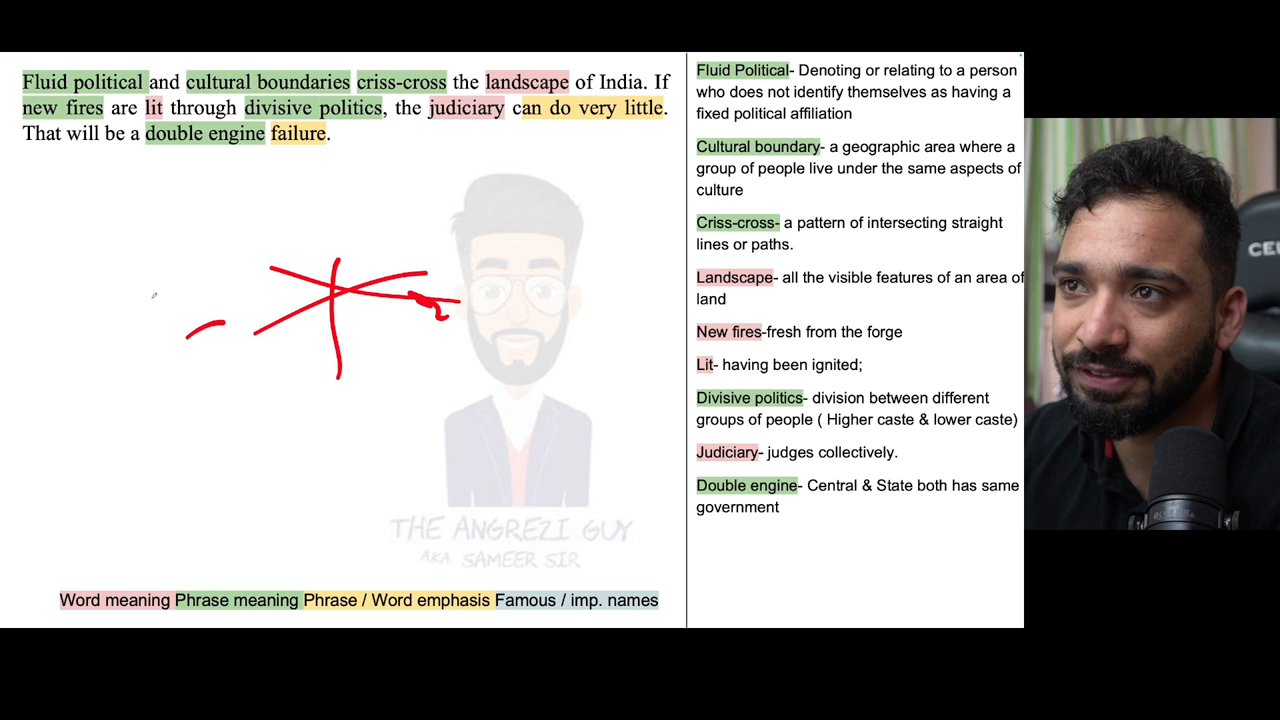 Fluid political and cultural boundaries criss-cross the landscape of India. If
new fires are lit through divisive politics, the judiciary can do very little.
That will be a double engine failure.
THE ANGREZI GUY
AKA SAMEER SIR
Word meaning Phrase meaning Phrase / Word emphasis Famous / imp. names
Fluid Political- Denoting or relating to a person
who does not identify themselves as having a
fixed political affiliation
Cultural boundary- a geographic area where a
group of people live under the same aspects of
culture
Criss-cross- a pattern of intersecting straight
lines or paths.
Landscape- all the visible features of an area of
land
New fires-fresh from the forge
Lit- having been ignited;
Divisive politics- division between different
groups of people ( Higher caste & lower caste)
Judiciary- judges collectively.
Double engine- Central & State both has same
government